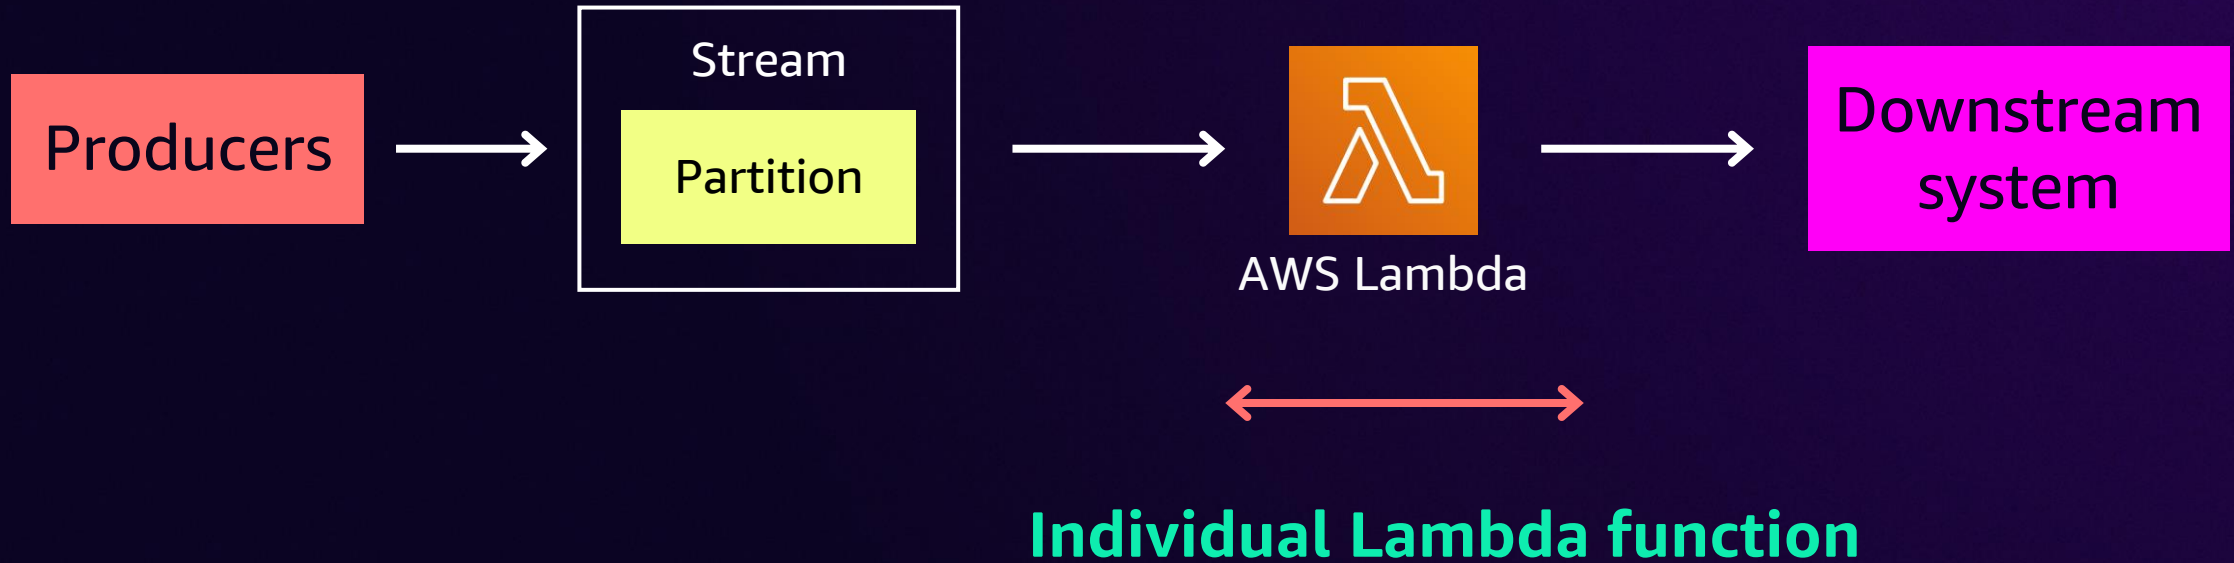 Producers
Stream
Partition
AWS Lambda
Downstream
system
Individual Lambda function